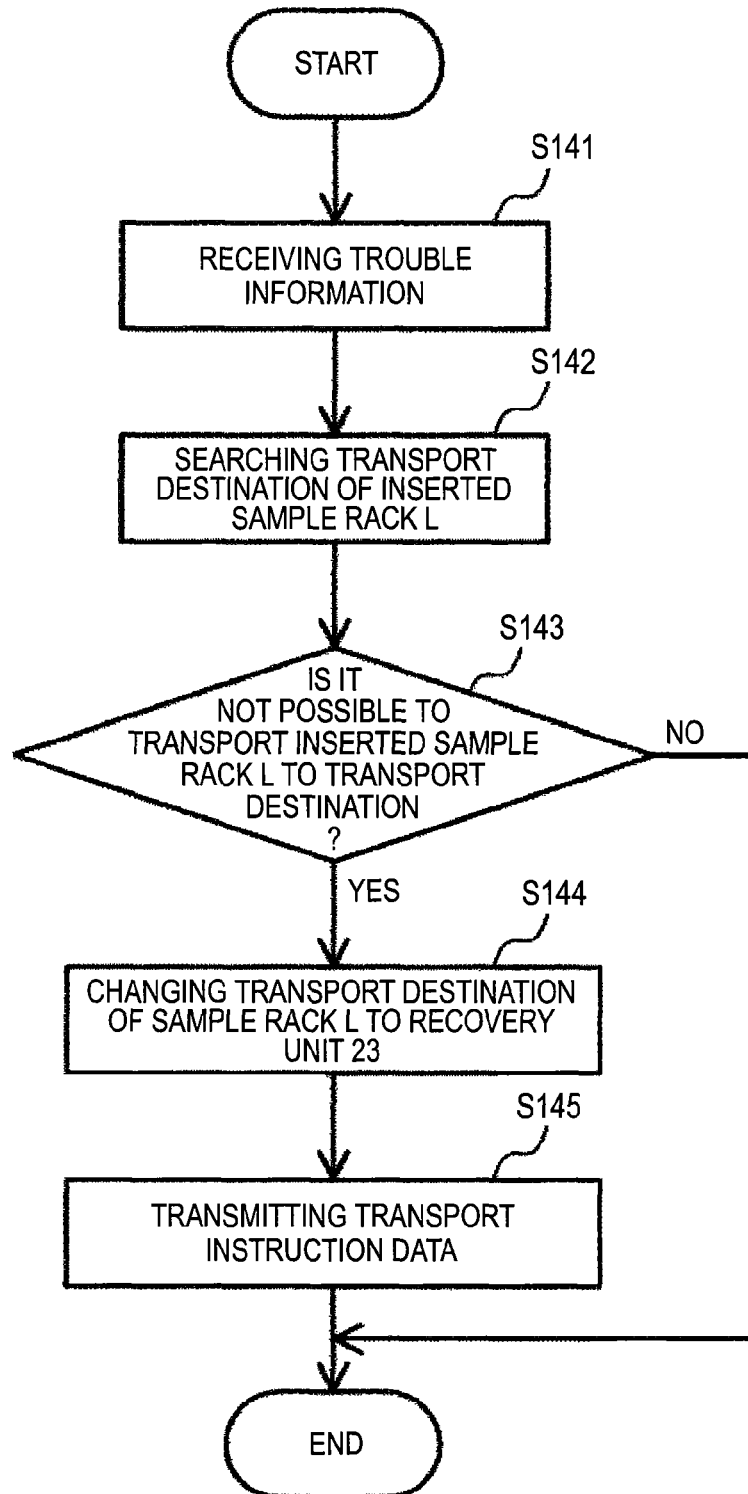 START
S141
RECEIVING TROUBLE
INFORMATION
S142
SEARCHING TRANSPORT
DESTINATION OF INSERTED
SAMPLE RACK L
S143
IS IT
NOT POSSIBLE TO
TRANSPORT INSERTED SAMPLE
RACK L TO TRANSPORT
DESTINATION
?
NO
YES
S144
CHANGING TRANSPORT DESTINATION
OF SAMPLE RACK L TO RECOVERY
UNIT 23
S145
TRANSMITTING TRANSPORT
INSTRUCTION DATA
END